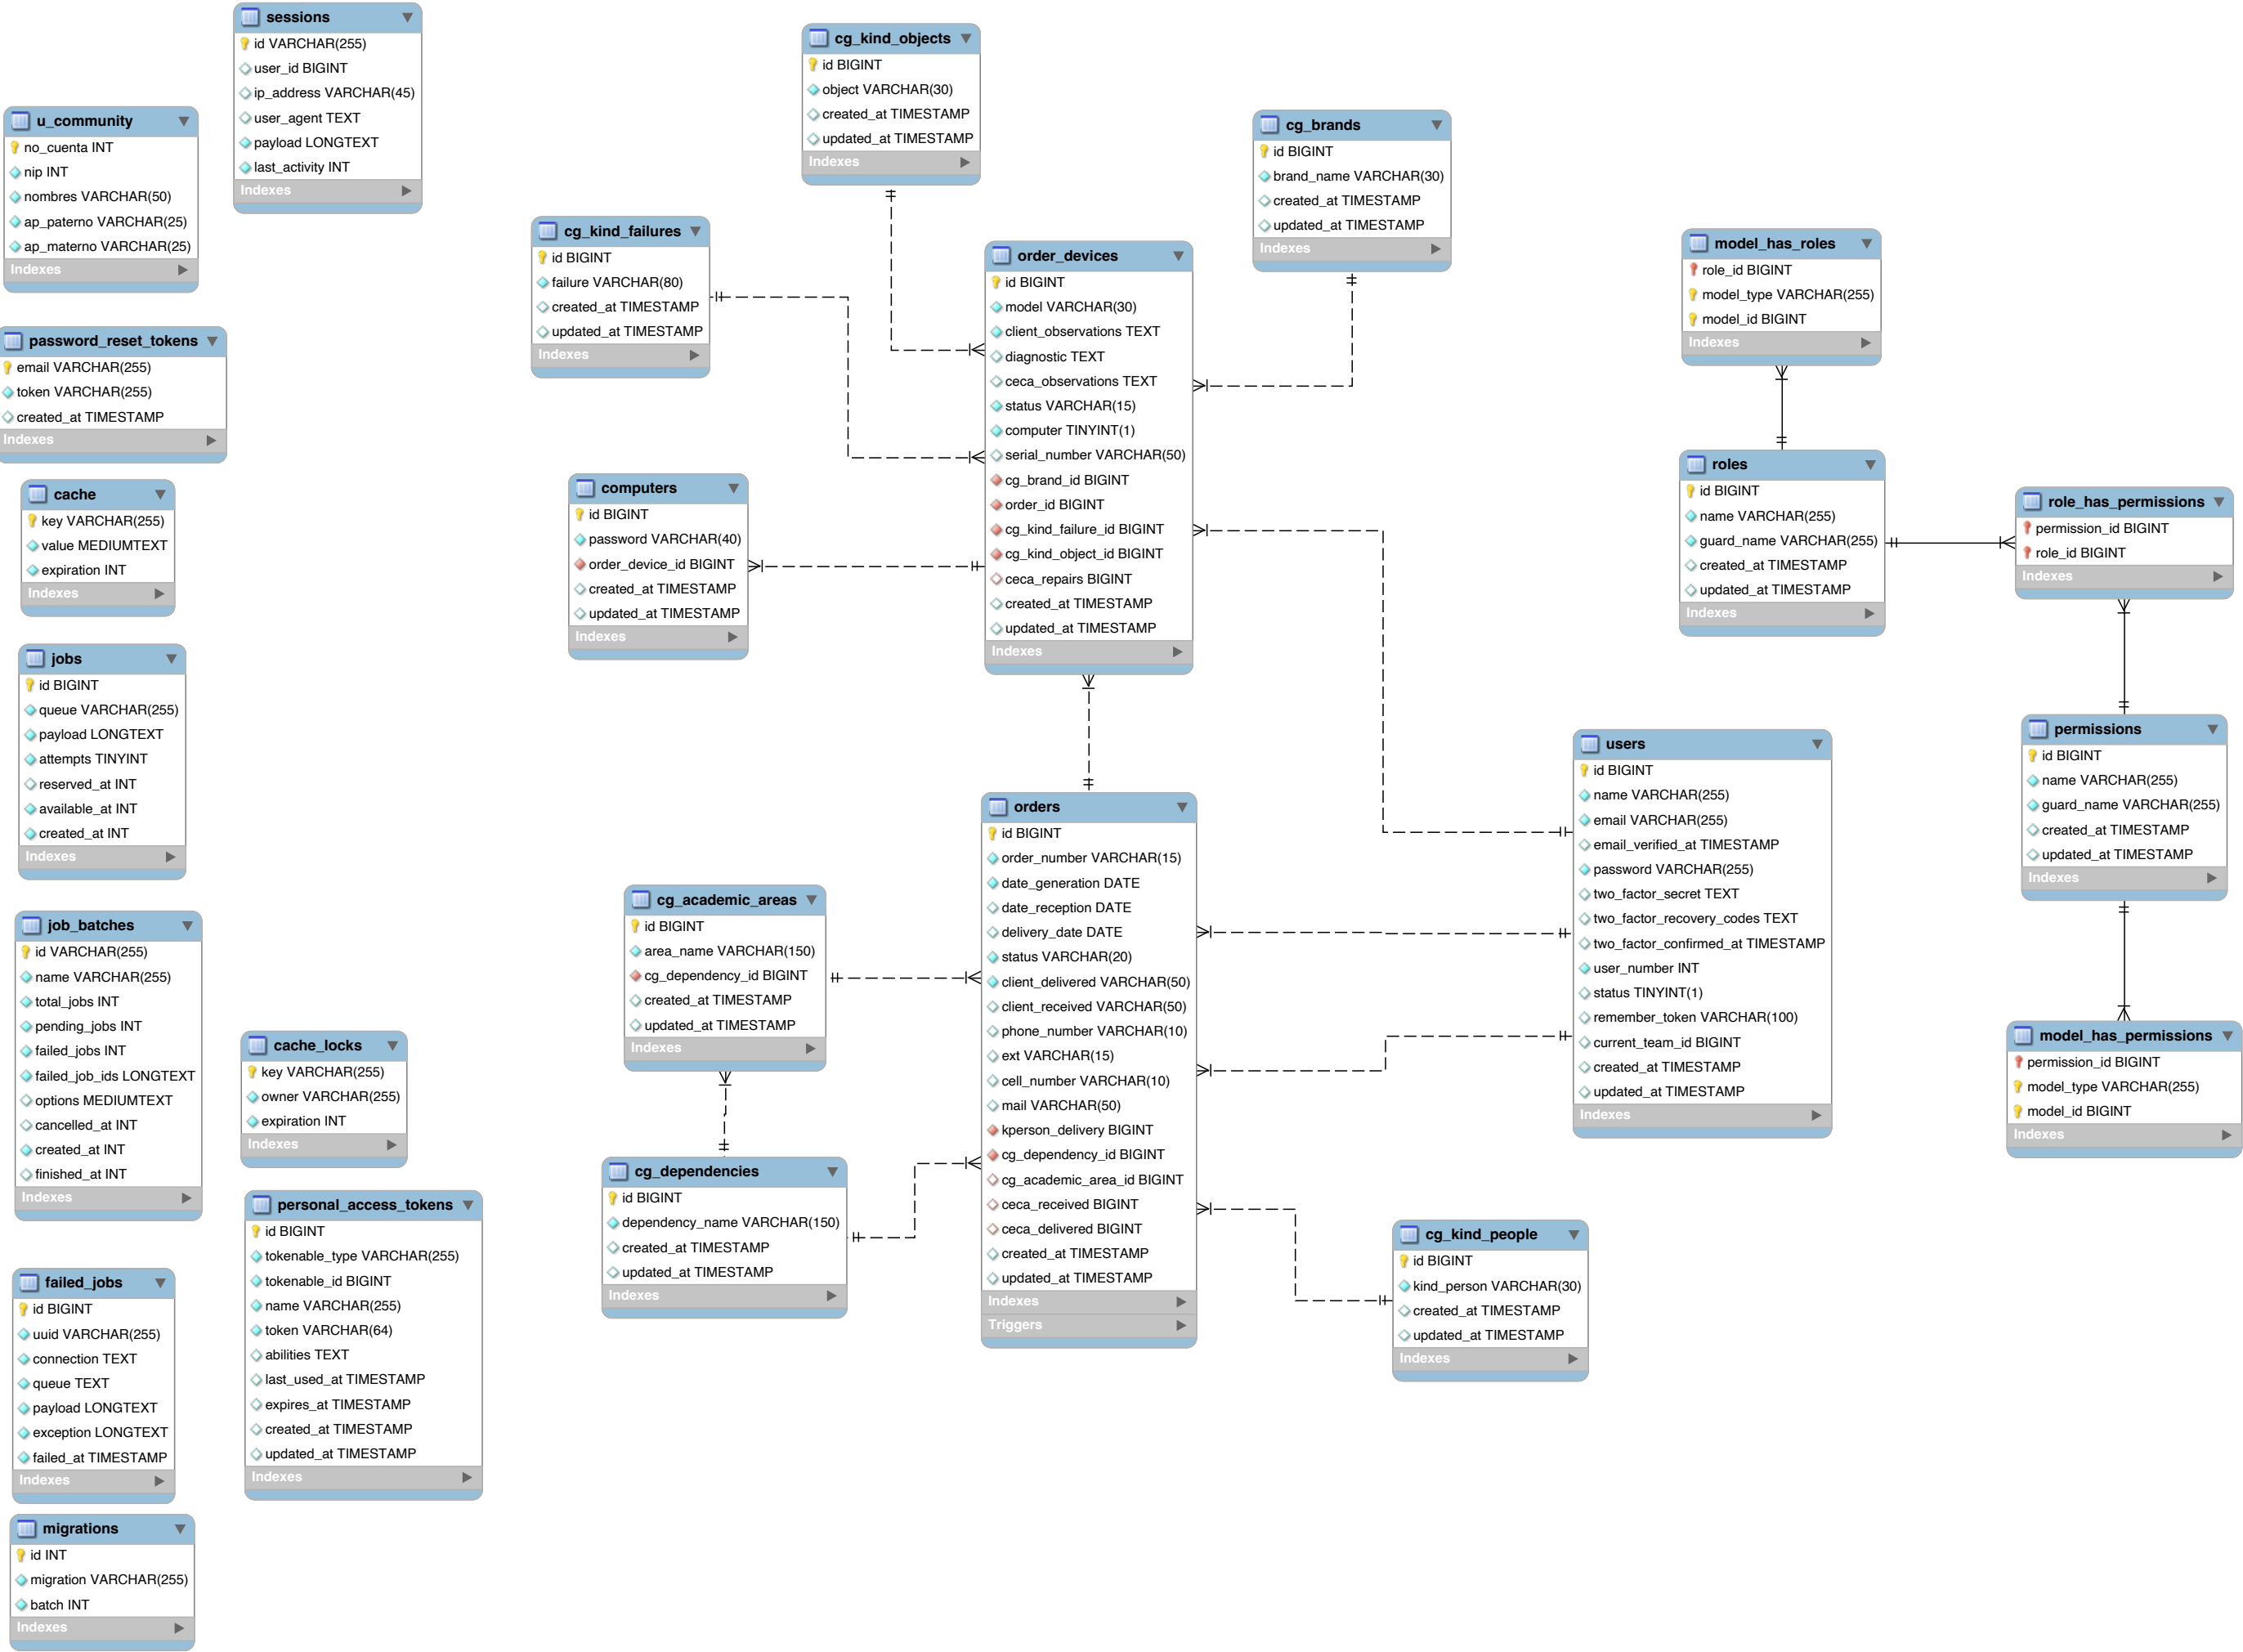 sessions
id VARCHAR(255)
user_id BIGINT
ip_address VARCHAR(45)
user_agent TEXT
payload LONGTEXT
last_activity INT
Indexes
u_community
no_cuenta INT
nip INT
nombres VARCHAR(50)
ap_paterno VARCHAR(25)
ap_materno VARCHAR(25)
Indexes
password_reset_tokens
email VARCHAR(255)
token VARCHAR(255)
created_at TIMESTAMP
Indexes
cache
key VARCHAR(255)
value MEDIUMTEXT
expiration INT
Indexes
jobs
id BIGINT
queue VARCHAR(255)
payload LONGTEXT
attempts TINYINT
reserved_at INT
available_at INT
created_at INT
Indexes
job_batches
id VARCHAR(255)
name VARCHAR(255)
total_jobs INT
pending_jobs INT
failed_jobs INT
failed_job_ids LONGTEXT
options MEDIUMTEXT
cancelled_at INT
created_at INT
finished_at INT
Indexes
cache_locks
key VARCHAR(255)
owner VARCHAR(255)
expiration INT
Indexes
personal_access_tokens
id BIGINT
tokenable_type VARCHAR(255)
tokenable_id BIGINT
name VARCHAR(255)
token VARCHAR(64)
abilities TEXT
last_used_at TIMESTAMP
expires_at TIMESTAMP
created_at TIMESTAMP
updated_at TIMESTAMP
Indexes
failed_jobs
id BIGINT
uuid VARCHAR(255)
connection TEXT
queue TEXT
payload LONGTEXT
exception LONGTEXT
failed_at TIMESTAMP
Indexes
migrations
id INT
migration VARCHAR(255)
batch INT
Indexes
cg_kind_objects
id BIGINT
object VARCHAR(30)
created_at TIMESTAMP
updated_at TIMESTAMP
Indexes
cg_brands
id BIGINT
brand_name VARCHAR(30)
created_at TIMESTAMP
updated_at TIMESTAMP
Indexes
cg_kind_failures
id BIGINT
failure VARCHAR(80)
created_at TIMESTAMP
updated_at TIMESTAMP
Indexes
order_devices
id BIGINT
model VARCHAR(30)
client_observations TEXT
diagnostic TEXT
ceca_observations TEXT
status VARCHAR(15)
computer TINYINT(1)
serial_number VARCHAR(50)
cg_brand_id BIGINT
order_id BIGINT
cg_kind_failure_id BIGINT
cg_kind_object_id BIGINT
ceca_repairs BIGINT
created_at TIMESTAMP
updated_at TIMESTAMP
Indexes
computers
id BIGINT
password VARCHAR(40)
order_device_id BIGINT
created_at TIMESTAMP
updated_at TIMESTAMP
Indexes
model_has_roles
role_id BIGINT
model_type VARCHAR(255)
model_id BIGINT
Indexes
roles
id BIGINT
name VARCHAR(255)
guard_name VARCHAR(255)
created_at TIMESTAMP
updated_at TIMESTAMP
Indexes
role_has_permissions
permission_id BIGINT
role_id BIGINT
Indexes
permissions
id BIGINT
name VARCHAR(255)
guard_name VARCHAR(255)
created_at TIMESTAMP
updated_at TIMESTAMP
Indexes
model_has_permissions
permission_id BIGINT
model_type VARCHAR(255)
model_id BIGINT
Indexes
users
id BIGINT
name VARCHAR(255)
email VARCHAR(255)
email_verified_at TIMESTAMP
password VARCHAR(255)
two_factor_secret TEXT
two_factor_recovery_codes TEXT
two_factor_confirmed_at TIMESTAMP
user_number INT
status TINYINT(1)
remember_token VARCHAR(100)
current_team_id BIGINT
created_at TIMESTAMP
updated_at TIMESTAMP
Indexes
orders
id BIGINT
order_number VARCHAR(15)
date_generation DATE
date_reception DATE
delivery_date DATE
status VARCHAR(20)
client_delivered VARCHAR(50)
client_received VARCHAR(50)
phone_number VARCHAR(10)
ext VARCHAR(15)
cell_number VARCHAR(10)
mail VARCHAR(50)
kperson_delivery BIGINT
cg_dependency_id BIGINT
cg_academic_area_id BIGINT
ceca_received BIGINT
ceca_delivered BIGINT
created_at TIMESTAMP
updated_at TIMESTAMP
Indexes
Triggers
cg_academic_areas
id BIGINT
area_name VARCHAR(150)
cg_dependency_id BIGINT
created_at TIMESTAMP
updated_at TIMESTAMP
Indexes
cg_dependencies
id BIGINT
dependency_name VARCHAR(150)
created_at TIMESTAMP
updated_at TIMESTAMP
Indexes
cg_kind_people
id BIGINT
kind_person VARCHAR(30)
created_at TIMESTAMP
updated_at TIMESTAMP
Indexes